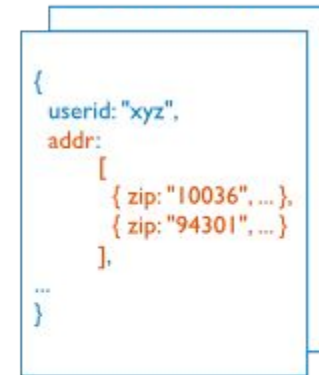 {
userid: "xyz",
addr:
[
{ zip: "10036", ... },
{ zip: "94301", ... }
],
...
}